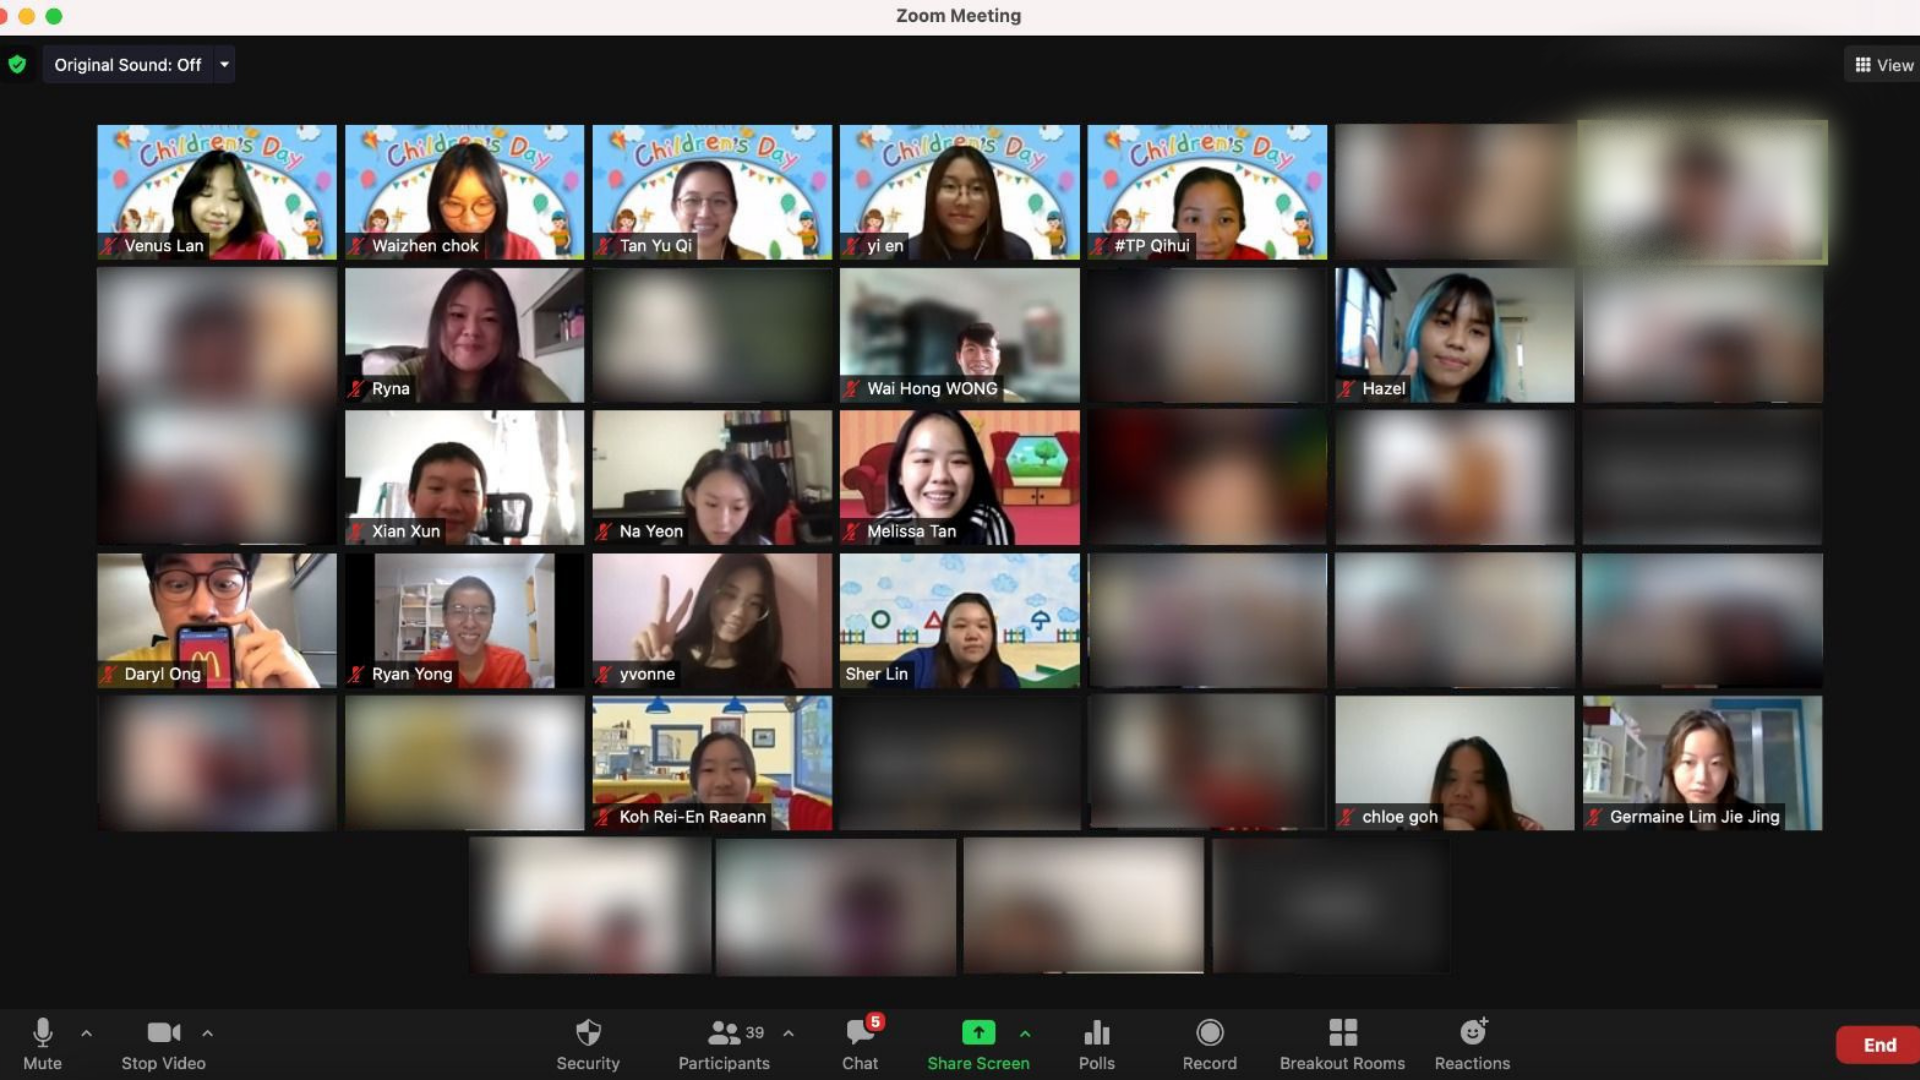 Zoom Meeting
Original Sound: Off
View
Children's Day
Children's Day
Children's Day
Children's Day
Children's Day
Venus Lan
Waizhen chok
Tan Yu Qi
yi en
#TP Qihui
Ryna
Wai Hong WONG
Hazel
Xian Xun
Na Yeon
Melissa Tan
Daryl Ong
Ryan Yong
yvonne
Sher Lin
Koh Rei-En Raeann
chloe goh
Germaine Lim Jie Jing
Mute
Stop Video
Security
39
Participants
5
Chat
Share Screen
Polls
Record
Breakout Rooms
Reactions
End